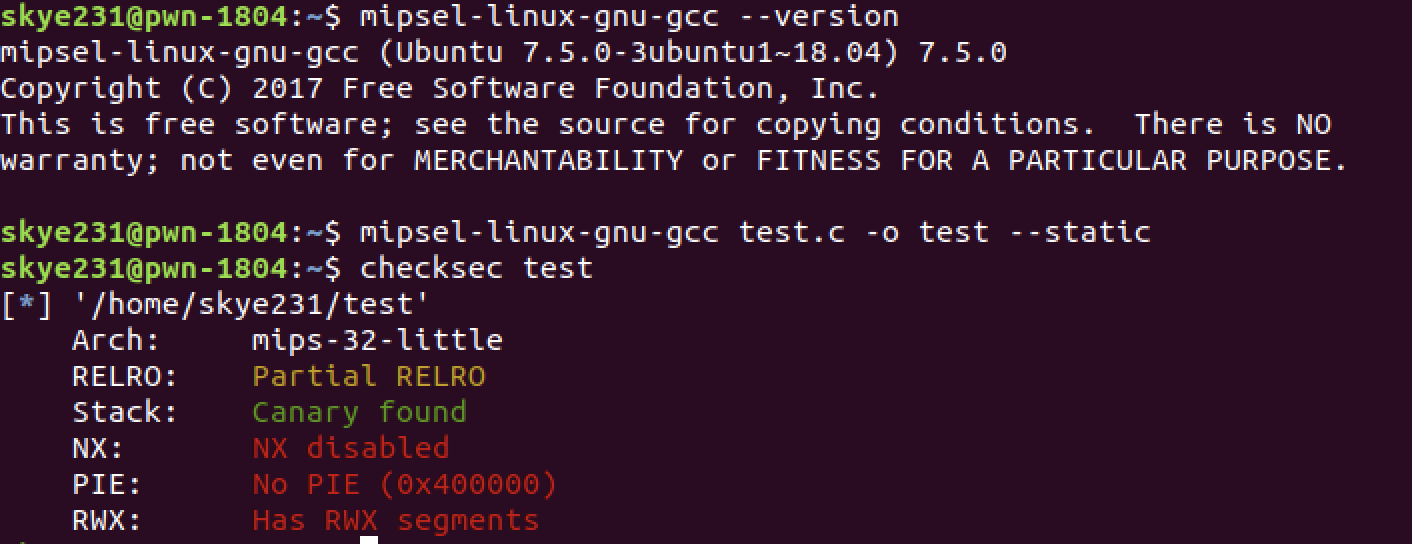 skye231@pwn-1804:~$ mipsel-linux-gnu-gcc --version
mipsel-linux-gnu-gcc (Ubuntu 7.5.0-3ubuntu1~18.04) 7.5.0
Copyright (C) 2017 Free Software Foundation, Inc.
This is free software; see the source for copying conditions.  There is NO
warranty; not even for MERCHANTABILITY or FITNESS FOR A PARTICULAR PURPOSE.
skye231@pwn-1804:~$ mipsel-linux-gnu-gcc test.c -o test --static
skye231@pwn-1804:~$ checksec test
[*] '/home/skye231/test'
    Arch:     mips-32-little
    RELRO:    Partial RELRO
    Stack:    Canary found
    NX:       NX disabled
    PIE:      No PIE (0x400000)
    RWX:      Has RWX segments